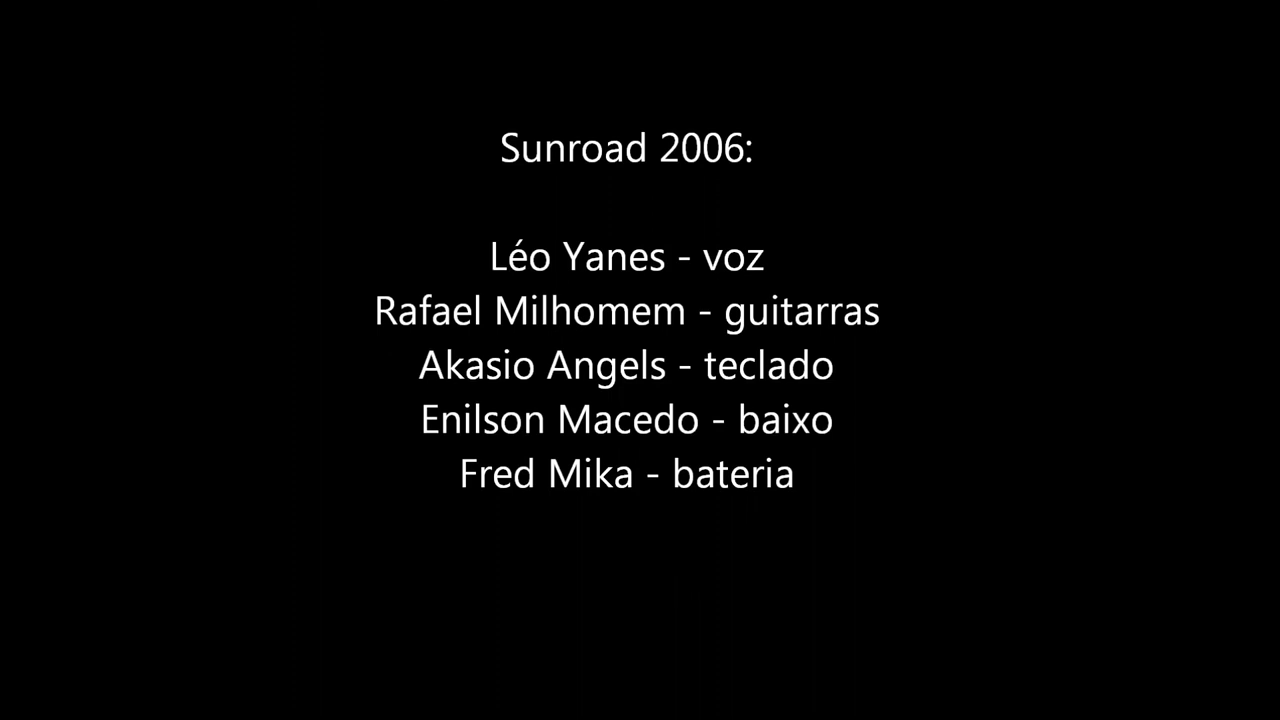 Sunroad 2006:
Léo Yanes - voz
Rafael Milhomem - guitarras
Akasio Angels - teclado
Enilson Macedo - baixo
Fred Mika - bateria